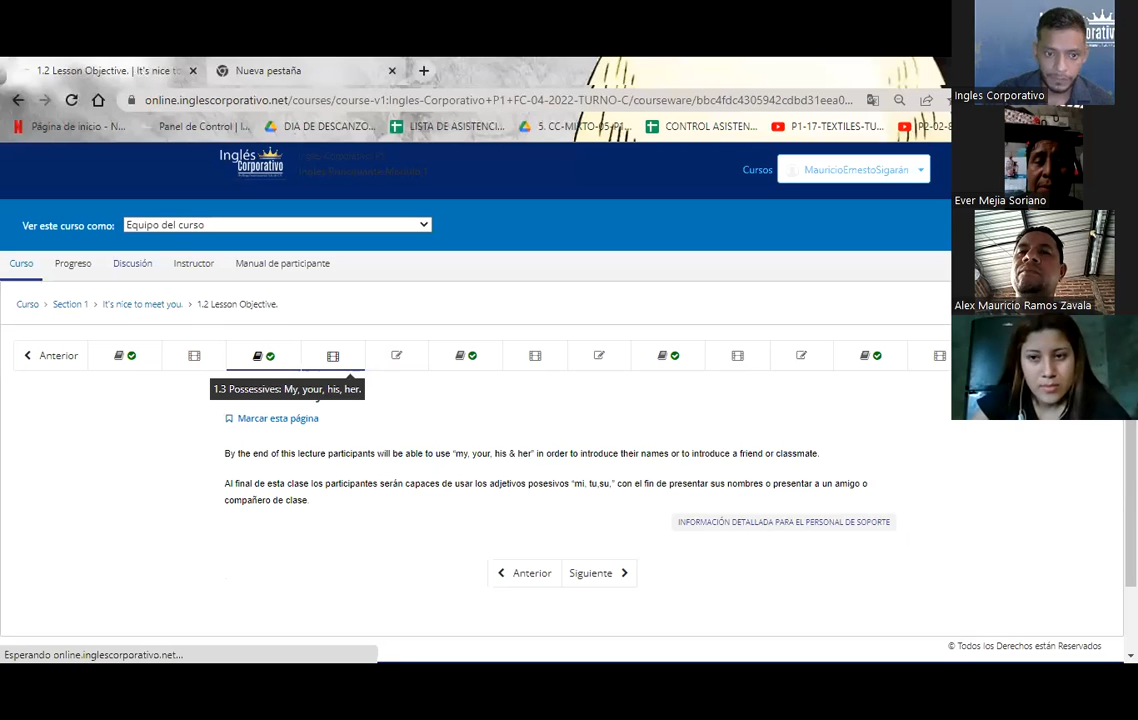 1.2 Lesson Objective. | It's nice to
Nueva pestaña
online.inglescorporativo.net/courses/course-v1:Ingles-Corporativo+P1+FC-04-2022-TURNO-C/courseware/bbc4fdc4305942cdbd31eea0...
Página de inicio - N...
Panel de Control | I...
DIA DE DESCANZO...
LISTA DE ASISTENCI...
5. CC-MIXTO-05-P1...
CONTROL ASISTEN...
P1-17-TEXTILES-TU...
P2-02-8
Inglés
Corporativo
Cursos
MauricioErnestoSigarán
Ver este curso como:
Equipo del curso
Curso
Progreso
Discusión
Instructor
Manual de participante
Curso > Section 1 > It's nice to meet you. > 1.2 Lesson Objective.
Anterior
1.3 Possessives: My, your, his, her.
Marcar esta página
By the end of this lecture participants will be able to use “my, your, his & her” in order to introduce their names or to introduce a friend or classmate.
Al final de esta clase los participantes serán capaces de usar los adjetivos posesivos “mi, tu,su,” con el fin de presentar sus nombres o presentar a un amigo o
compañero de clase.
INFORMACIÓN DETALLADA PARA EL PERSONAL DE SOPORTE
Anterior
Siguiente
© Todos los Derechos están Reservados
Esperando online.inglescorporativo.net...
Ingles Corporativo
Ever Mejia Soriano
Alex Mauricio Ramos Zavala